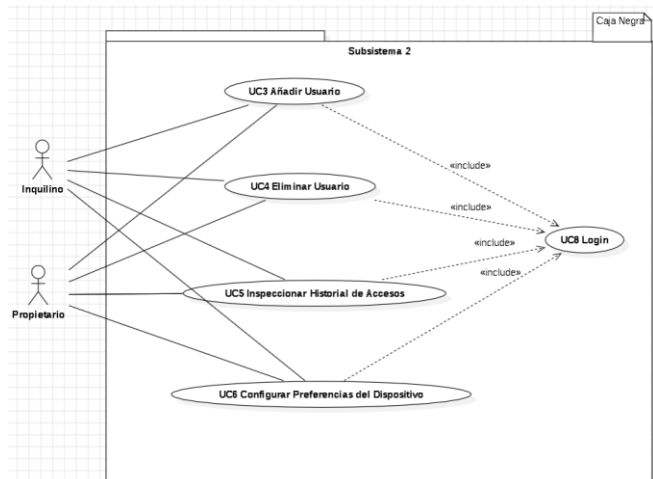 Caja Negra
Subsistema 2
UC3 Añadir Usuario
«include»
Inquilino
UC4 Eliminar Usuario
«include»
UC8 Login
«include»
«include»
Propietario
UC5 Inspeccionar Historial de Accesos
UC6 Configurar Preferencias del Dispositivo